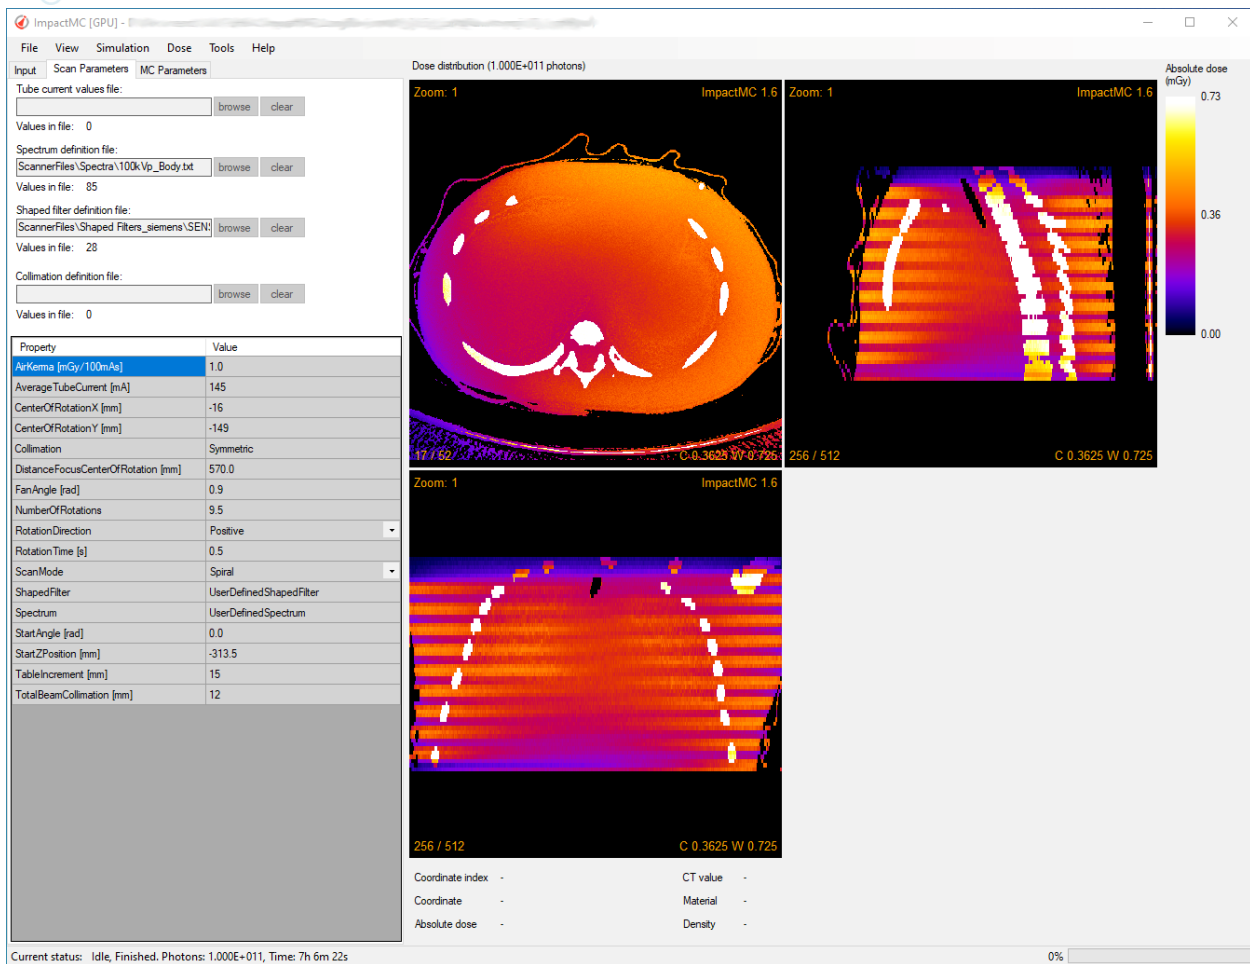 ImpactMC [GPU] -
File View Simulation Dose Tools Help
Input Scan Parameters MC Parameters
Tube current values file:
browse clear
Values in file: 0
Spectrum definition file:
ScannerFiles\Spectra\100kVp_Body.txt browse clear
Values in file: 85
Shaped filter definition file:
ScannerFiles\Shaped Filters_siemens\SEN browse clear
Values in file: 28
Collimation definition file:
browse clear
Values in file: 0
Property Value
AirKerma [mGy/100mAs] 1.0
AverageTubeCurrent [mA] 145
CenterOfRotationX [mm] -16
CenterOfRotationY [mm] -149
Collimation Symmetric
DistanceFocusCenterOfRotation [mm] 570.0
FanAngle [rad] 0.9
NumberOfRotations 9.5
RotationDirection Positive
RotationTime [s] 0.5
ScanMode Spiral
ShapedFilter UserDefinedShapedFilter
Spectrum UserDefinedSpectrum
StartAngle [rad] 0.0
StartZPosition [mm] -313.5
TableIncrement [mm] 15
TotalBeamCollimation [mm] 12
Dose distribution (1.000E+011 photons)
Zoom: 1 ImpactMC 1.6
17 / 52 C 0.3625 W 0.725
Zoom: 1 ImpactMC 1.6
256 / 512 C 0.3625 W 0.725
Absolute dose
(mGy)
0.73
0.36
0.00
Zoom: 1 ImpactMC 1.6
256 / 512 C 0.3625 W 0.725
Coordinate index - CT value -
Coordinate - Material -
Absolute dose - Density -
Current status: Idle, Finished. Photons: 1.000E+011, Time: 7h 6m 22s 0%